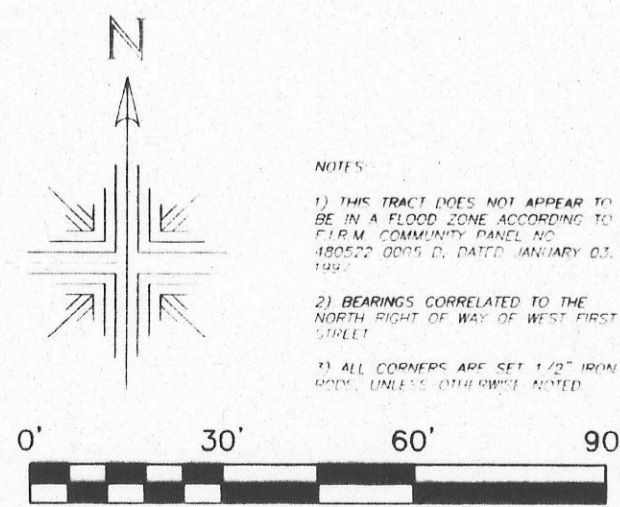 N
NOTES
1) THIS TRACT DOES NOT APPEAR TO
BE IN A FLOOD ZONE ACCORDING TO
F.I.R.M. COMMUNITY PANEL NO
480522 0005 D, DATED JANUARY 03,
2) BEARINGS CORRELATED TO THE
NORTH RIGHT OF WAY OF WEST FIRST
STREET
3) ALL CORNERS ARE SET 1/2" IRON
RODS, UNLESS OTHERWISE NOTED.
0' 30' 60' 90